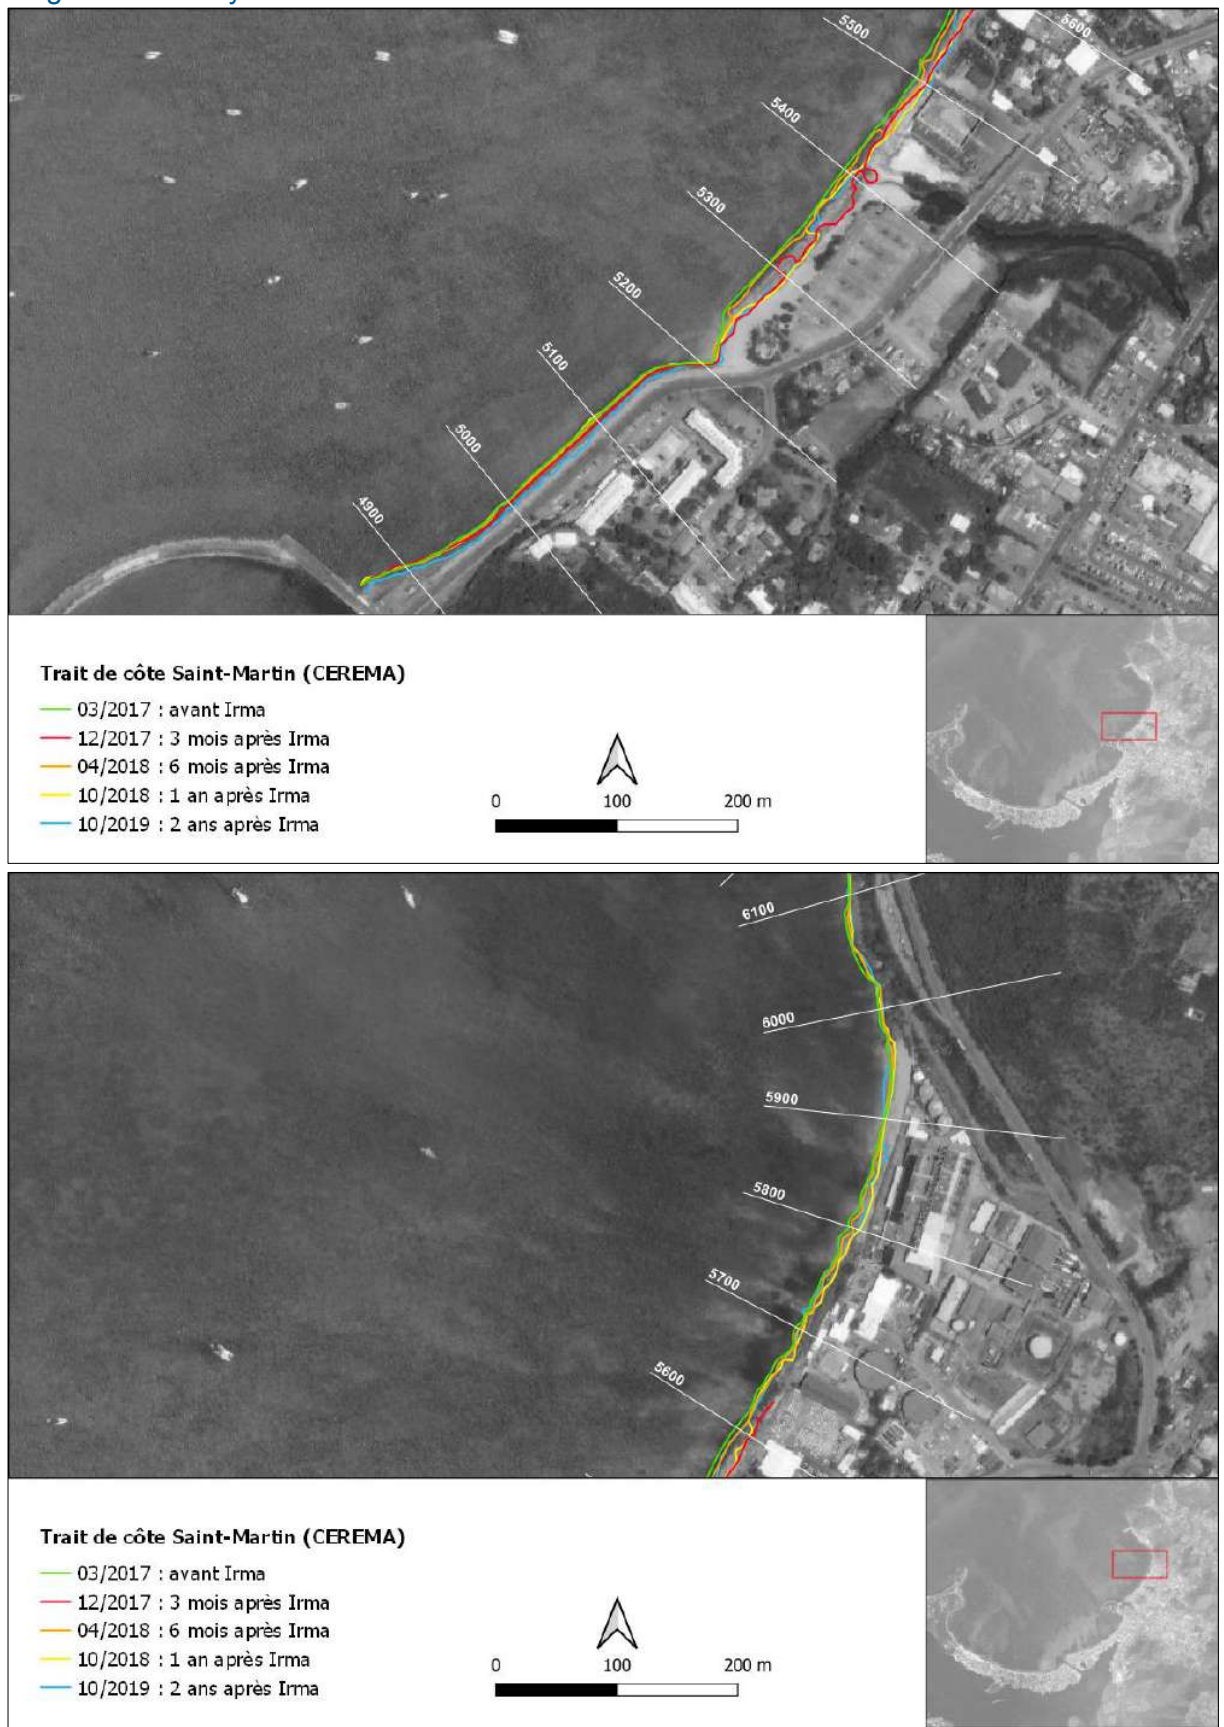 5500
5600
5400
5300
5200
5100
5000
4900
Trait de côte Saint-Martin (CEREMA)
03/2017 : avant Irma
12/2017 : 3 mois après Irma
04/2018 : 6 mois après Irma
10/2018 : 1 an après Irma
10/2019 : 2 ans après Irma
0 100 200 m
6100
6000
5900
5800
5700
5600
Trait de côte Saint-Martin (CEREMA)
03/2017 : avant Irma
12/2017 : 3 mois après Irma
04/2018 : 6 mois après Irma
10/2018 : 1 an après Irma
10/2019 : 2 ans après Irma
0 100 200 m